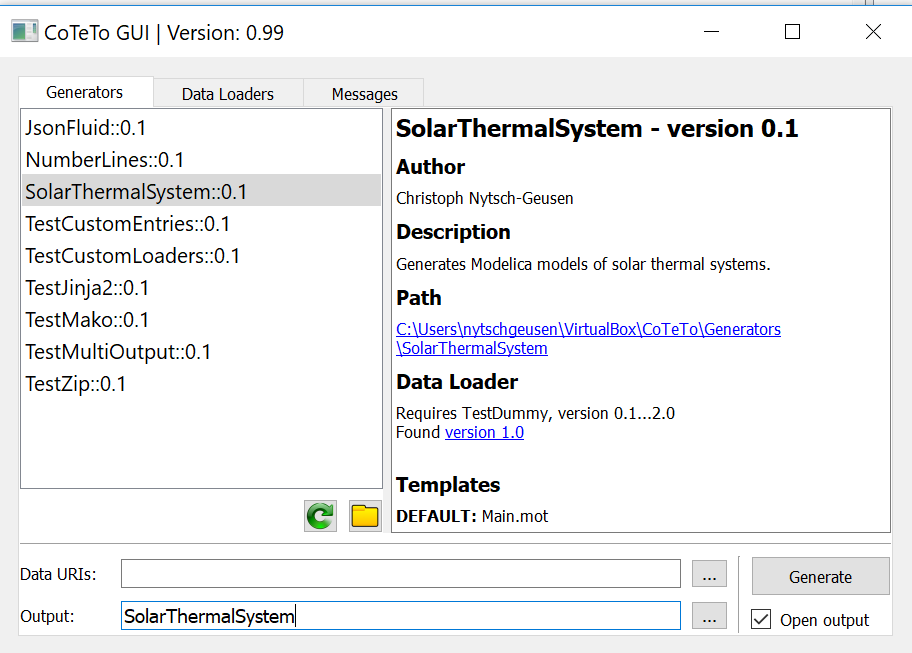 CoTeTo GUI | Version: 0.99
Generators
Data Loaders
Messages
JsonFluid::0.1
NumberLines::0.1
SolarThermalSystem::0.1
TestCustomEntries::0.1
TestCustomLoaders::0.1
TestJinja2::0.1
TestMako::0.1
TestMultiOutput::0.1
TestZip::0.1
SolarThermalSystem - version 0.1
Author
Christoph Nytsch-Geusen
Description
Generates Modelica models of solar thermal systems.
Path
C:\Users\nytschgeusen\VirtualBox\CoTeTo\Generators
\SolarThermalSystem
Data Loader
Requires TestDummy, version 0.1...2.0
Found version 1.0
Templates
DEFAULT: Main.mot
Data URIs:
...
Generate
Output:
SolarThermalSystem
...
Open output